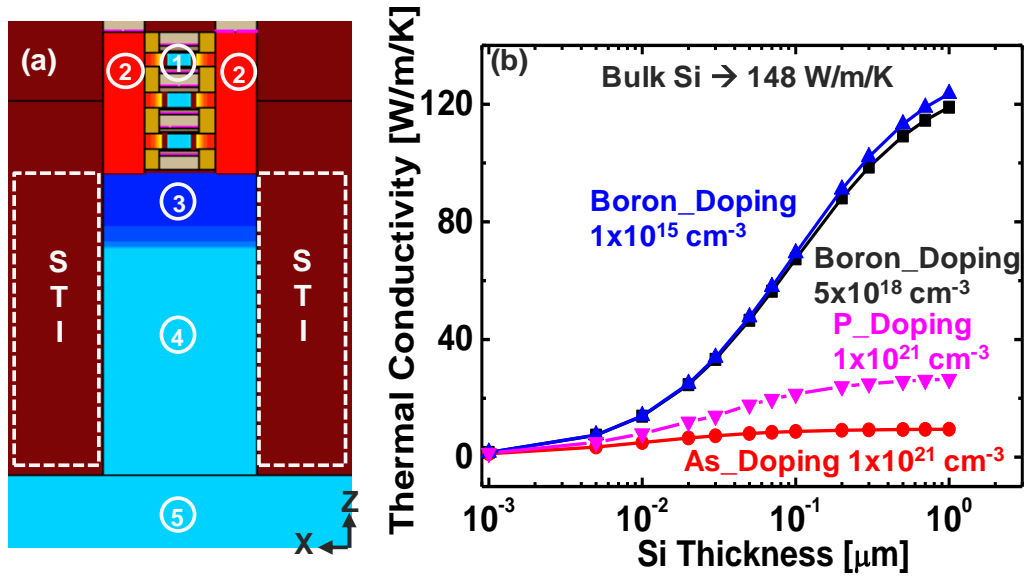 (a)
1
2
2
3
4
5
S
T
I
S
T
I
Z
X
(b)
Bulk Si → 148 W/m/K
Thermal Conductivity [W/m/K]
120
80
40
0
Boron_Doping
1x10¹⁵ cm⁻³
Boron_Doping
5x10¹⁸ cm⁻³
P_Doping
1x10²¹ cm⁻³
As_Doping 1x10²¹ cm⁻³
10⁻³
10⁻²
10⁻¹
10⁰
Si Thickness [μm]